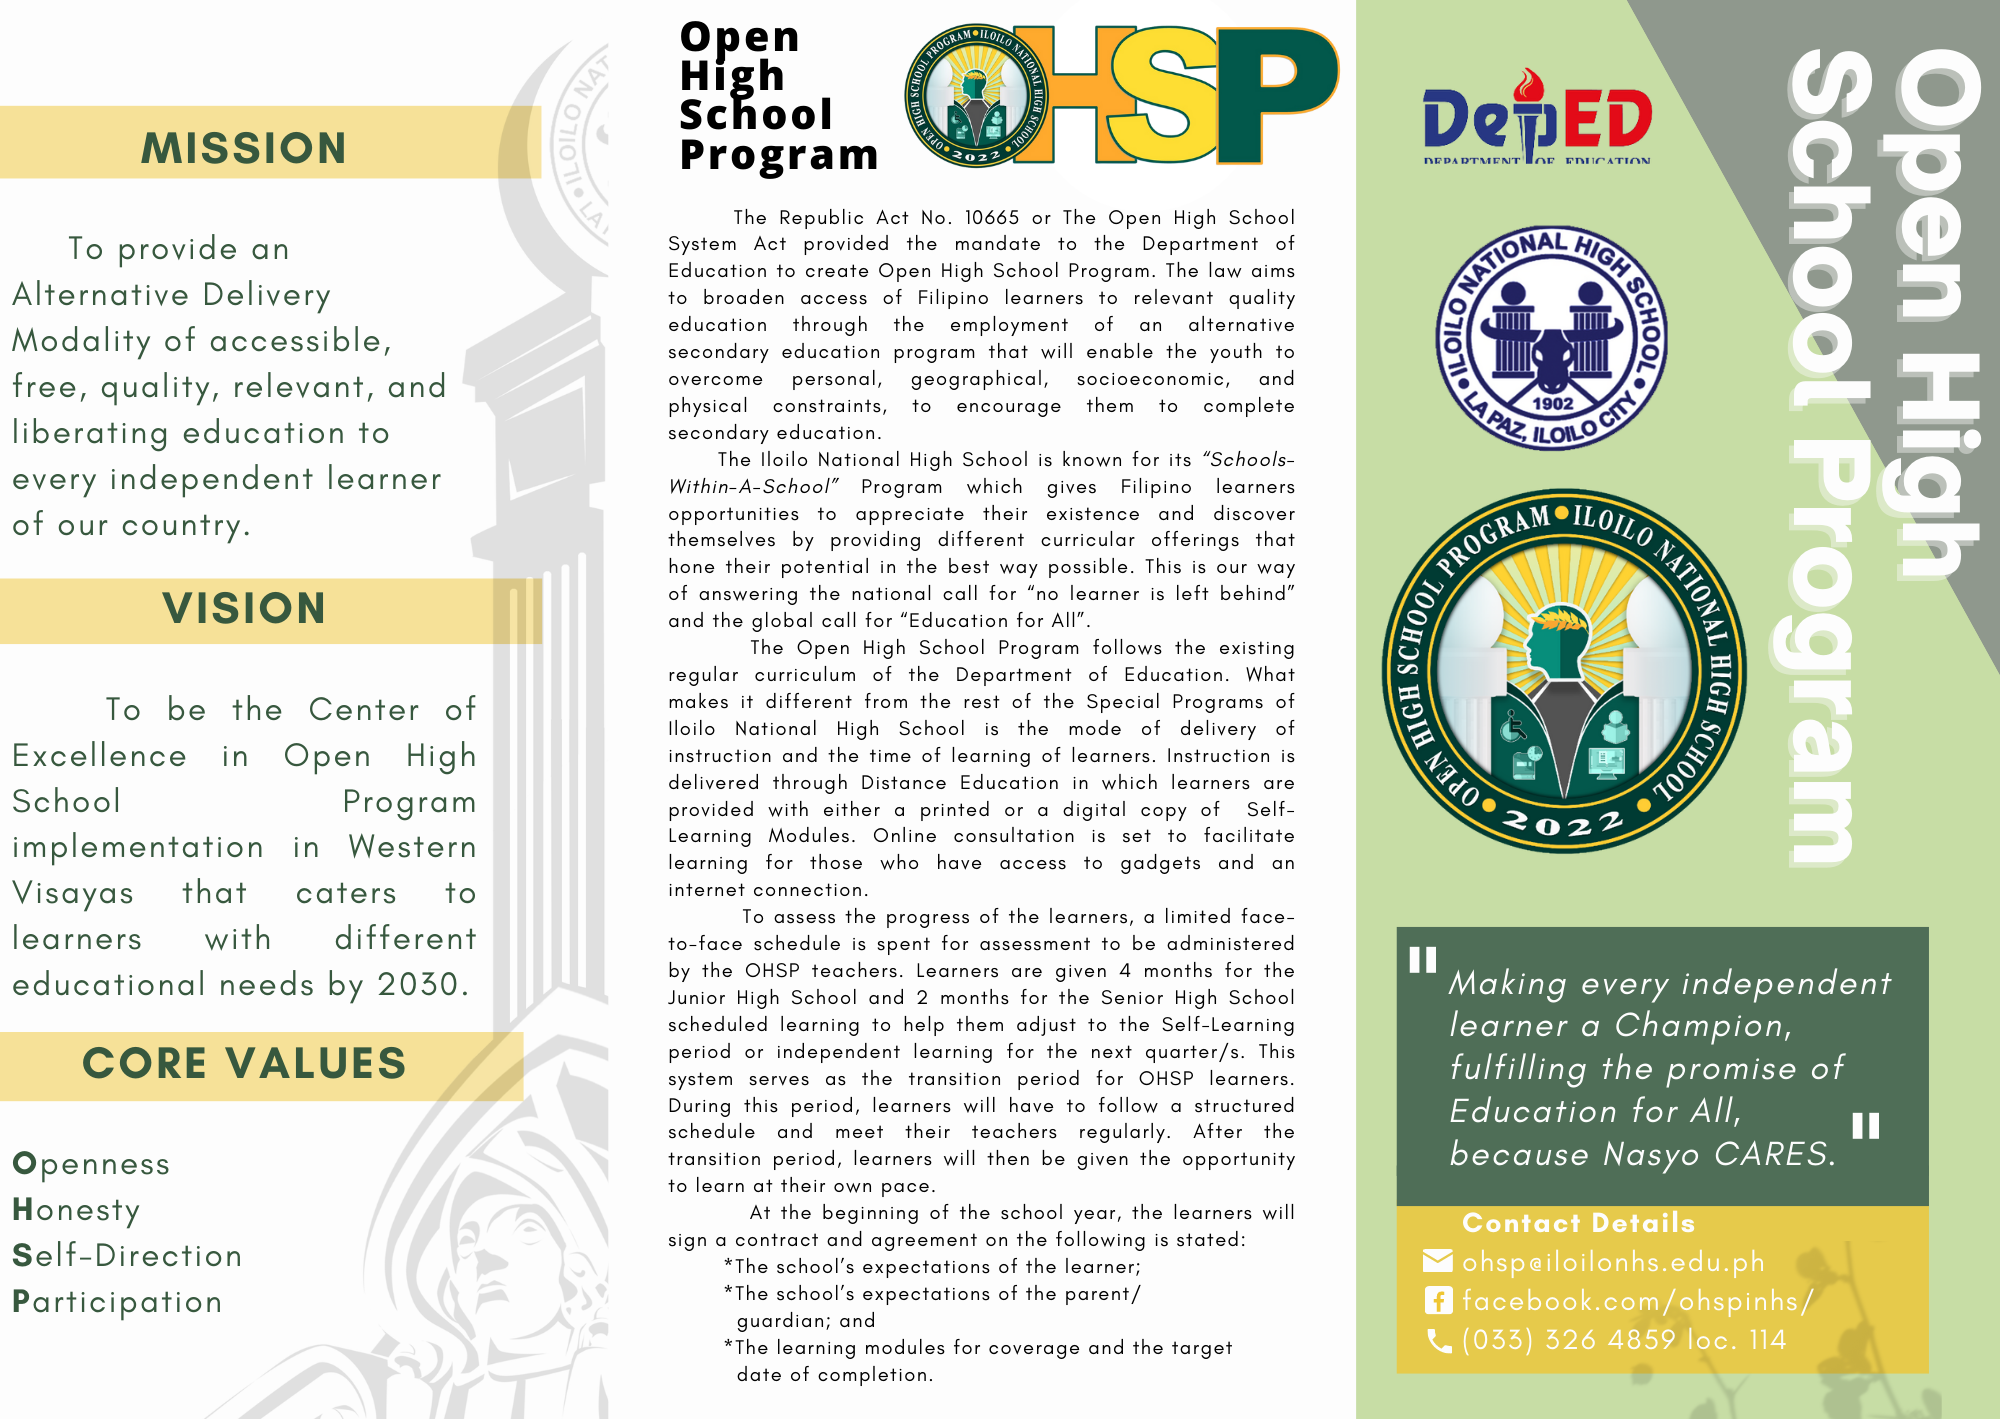 MISSION
To provide an
Alternative Delivery
Modality of accessible,
free, quality, relevant, and
liberating education to
every independent learner
of our country.
VISION
To be the Center of
Excellence in Open High
School Program
implementation in Western
Visayas that caters to
learners with different
educational needs by 2030.
CORE VALUES
Openness
Honesty
Self-Direction
Participation
ILOILO NAT
LA
Open
High
School
Program
OPEN HIGH SCHOOL PROGRAM • ILOILO NATIONAL HIGH SCHOOL
• 2022 •
HSP
The Republic Act No. 10665 or The Open High School
System Act provided the mandate to the Department of
Education to create Open High School Program. The law aims
to broaden access of Filipino learners to relevant quality
education through the employment of an alternative
secondary education program that will enable the youth to
overcome personal, geographical, socioeconomic, and
physical constraints, to encourage them to complete
secondary education.
The Iloilo National High School is known for its “Schools-
Within-A-School” Program which gives Filipino learners
opportunities to appreciate their existence and discover
themselves by providing different curricular offerings that
hone their potential in the best way possible. This is our way
of answering the national call for “no learner is left behind”
and the global call for “Education for All”.
The Open High School Program follows the existing
regular curriculum of the Department of Education. What
makes it different from the rest of the Special Programs of
Iloilo National High School is the mode of delivery of
instruction and the time of learning of learners. Instruction is
delivered through Distance Education in which learners are
provided with either a printed or a digital copy of Self-
Learning Modules. Online consultation is set to facilitate
learning for those who have access to gadgets and an
internet connection.
To assess the progress of the learners, a limited face-
to-face schedule is spent for assessment to be administered
by the OHSP teachers. Learners are given 4 months for the
Junior High School and 2 months for the Senior High School
scheduled learning to help them adjust to the Self-Learning
period or independent learning for the next quarter/s. This
system serves as the transition period for OHSP learners.
During this period, learners will have to follow a structured
schedule and meet their teachers regularly. After the
transition period, learners will then be given the opportunity
to learn at their own pace.
At the beginning of the school year, the learners will
sign a contract and agreement on the following is stated:
*The school’s expectations of the learner;
*The school’s expectations of the parent/
guardian; and
*The learning modules for coverage and the target
date of completion.
DepED
DEPARTMENT OF EDUCATION
ILOILO NATIONAL HIGH SCHOOL
1902
• LA PAZ, ILOILO CITY •
OPEN HIGH SCHOOL PROGRAM • ILOILO NATIONAL HIGH SCHOOL
• 2022 •
Open High
School Program
"Making every independent
learner a Champion,
fulfilling the promise of
Education for All,
because Nasyo CARES."
Contact Details
ohsp@iloilonhs.edu.ph
facebook.com/ohspinhs/
(033) 326 4859 loc. 114